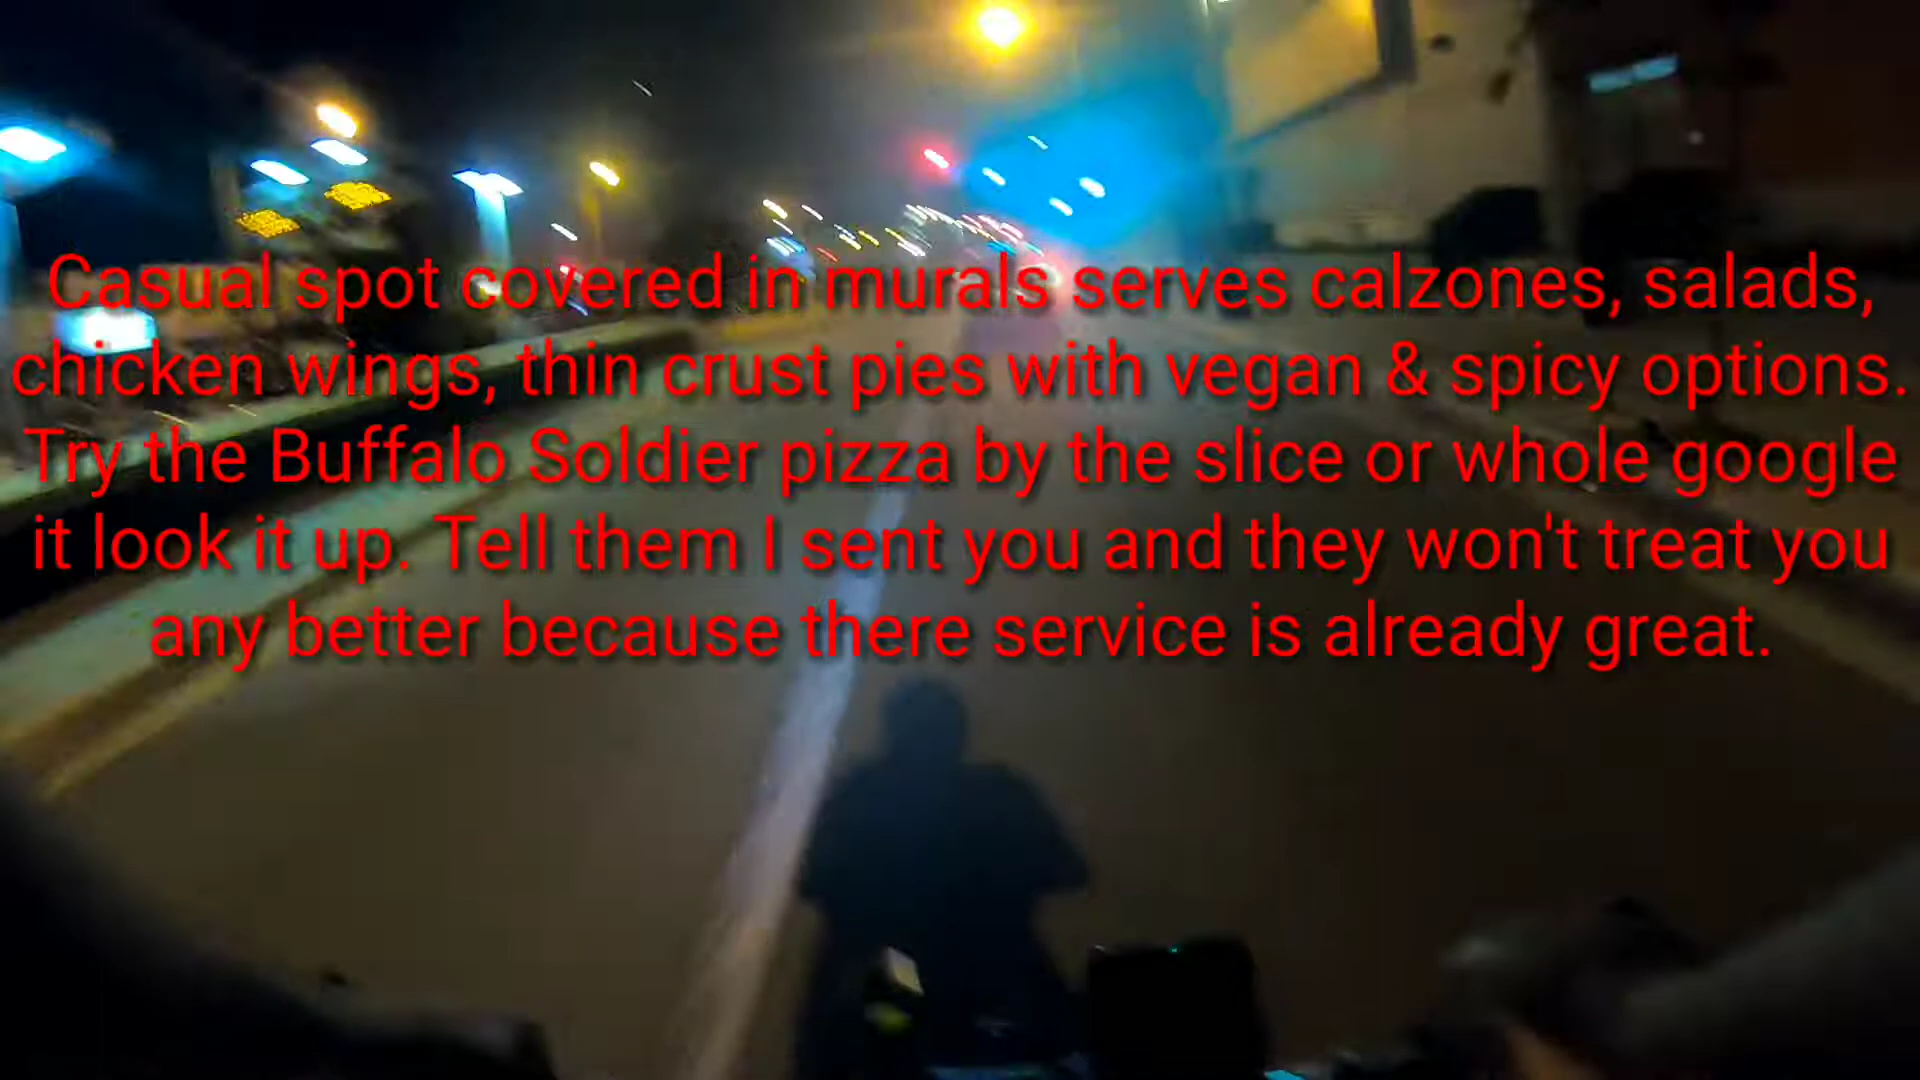 Casual spot covered in murals serves calzones, salads,
chicken wings, thin crust pies with vegan & spicy options.
Try the Buffalo Soldier pizza by the slice or whole google
it look it up. Tell them I sent you and they won't treat you
any better because there service is already great.